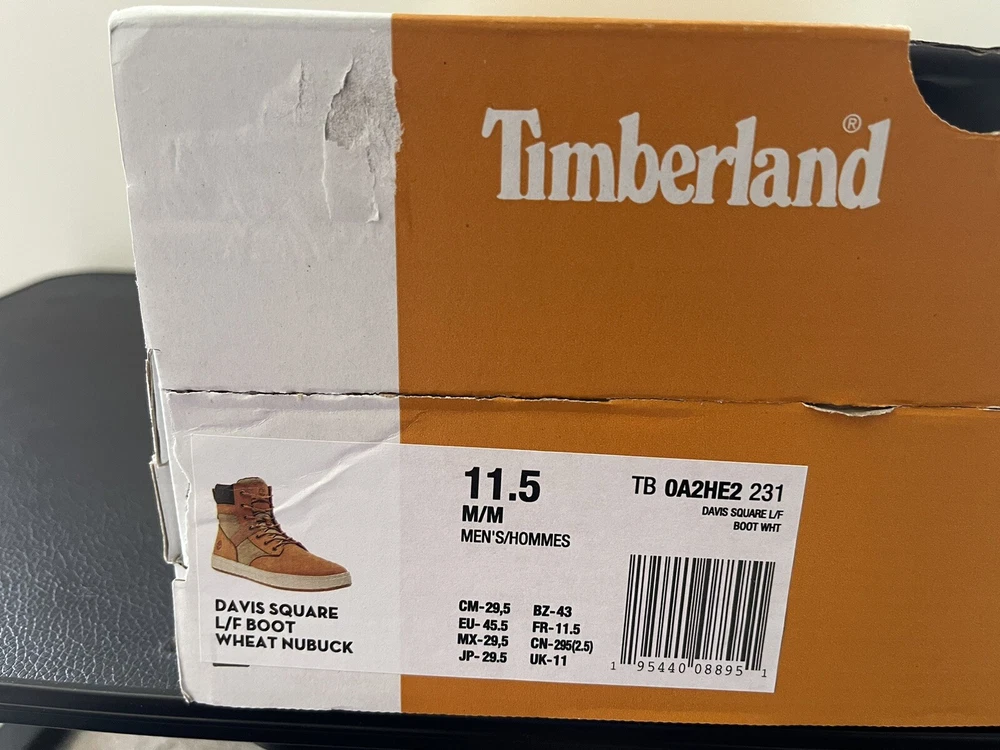 Timberland®
11.5
M/M
MEN'S/HOMMES
TB 0A2HE2 231
DAVIS SQUARE L/F
BOOT WHT
DAVIS SQUARE
L/F BOOT
WHEAT NUBUCK
CM-29,5 BZ-43
EU- 45.5 FR-11.5
MX-29,5 CN-295(2.5)
JP- 29.5 UK-11
1 95440 08895 1